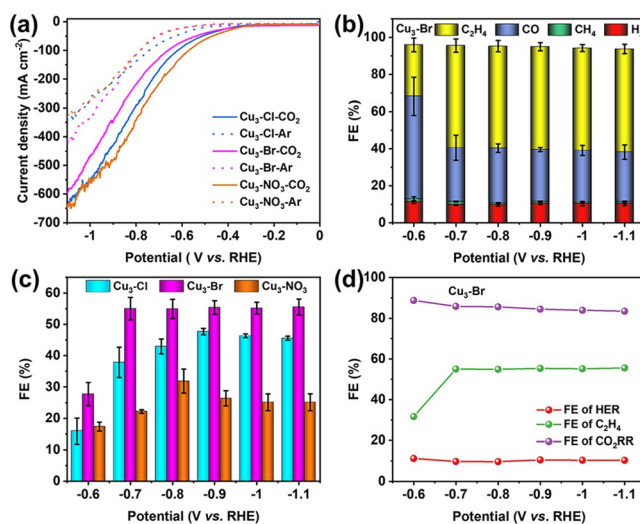 (a)
0
-100
-200
-300
-400
-500
-600
-700
Current density (mA cm⁻²)
Cu₃-Cl-CO₂
Cu₃-Cl-Ar
Cu₃-Br-CO₂
Cu₃-Br-Ar
Cu₃-NO₃-CO₂
Cu₃-NO₃-Ar
-1 -0.8 -0.6 -0.4 -0.2 0
Potential ( V vs. RHE)
(b)
Cu₃-Br C₂H₄ CO CH₄ H
100
80
60
40
20
0
FE (%)
-0.6 -0.7 -0.8 -0.9 -1 -1.1
Potential (V vs. RHE)
(c)
Cu₃-Cl Cu₃-Br Cu₃-NO₃
60
50
40
30
20
10
0
FE (%)
-0.6 -0.7 -0.8 -0.9 -1 -1.1
Potential (V vs. RHE)
(d)
Cu₃-Br
100
80
60
40
20
0
FE (%)
FE of HER
FE of C₂H₄
FE of CO₂RR
-0.6 -0.7 -0.8 -0.9 -1 -1.1
Potential (V vs. RHE)